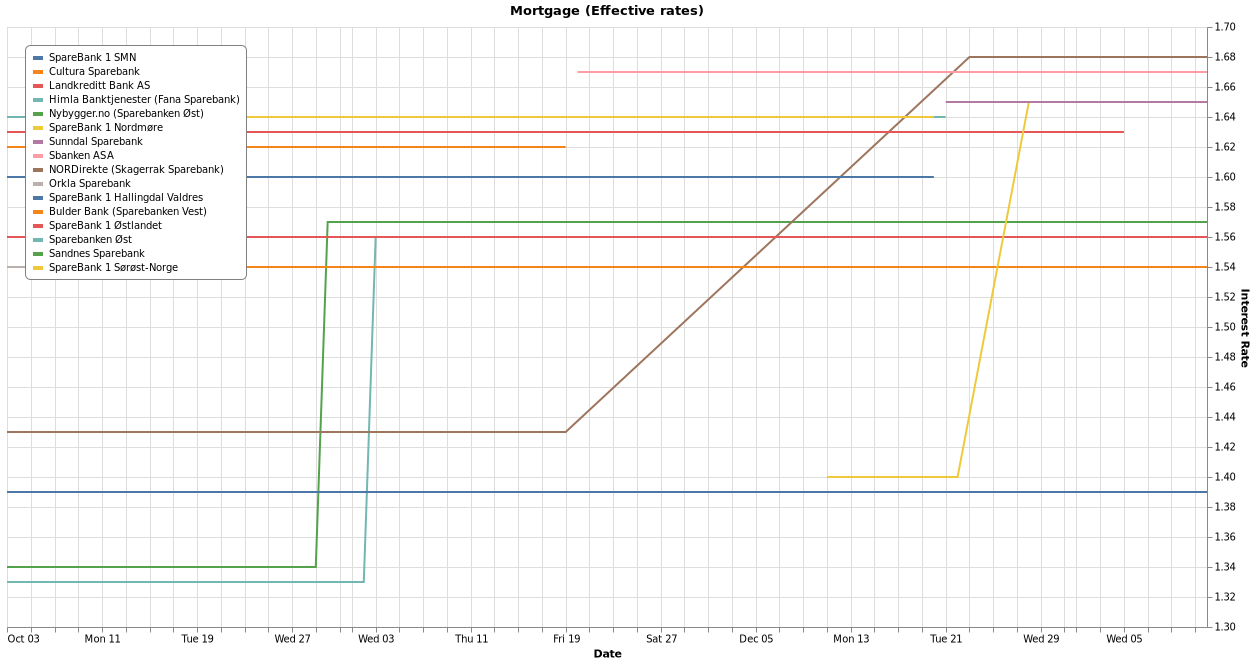 Mortgage (Effective rates)
SpareBank 1 SMN
Cultura Sparebank
Landkreditt Bank AS
Himla Banktjenester (Fana Sparebank)
Nybygger.no (Sparebanken Øst)
SpareBank 1 Nordmøre
Sunndal Sparebank
Sbanken ASA
NORDirekte (Skagerrak Sparebank)
Orkla Sparebank
SpareBank 1 Hallingdal Valdres
Bulder Bank (Sparebanken Vest)
SpareBank 1 Østlandet
Sparebanken Øst
Sandnes Sparebank
SpareBank 1 Sørøst-Norge
1.70
1.68
1.66
1.64
1.62
1.60
1.58
1.56
1.54
1.52
1.50
1.48
1.46
1.44
1.42
1.40
1.38
1.36
1.34
1.32
1.30
Interest Rate
Oct 03 Mon 11 Tue 19 Wed 27 Wed 03 Thu 11 Fri 19 Sat 27 Dec 05 Mon 13 Tue 21 Wed 29 Wed 05
Date